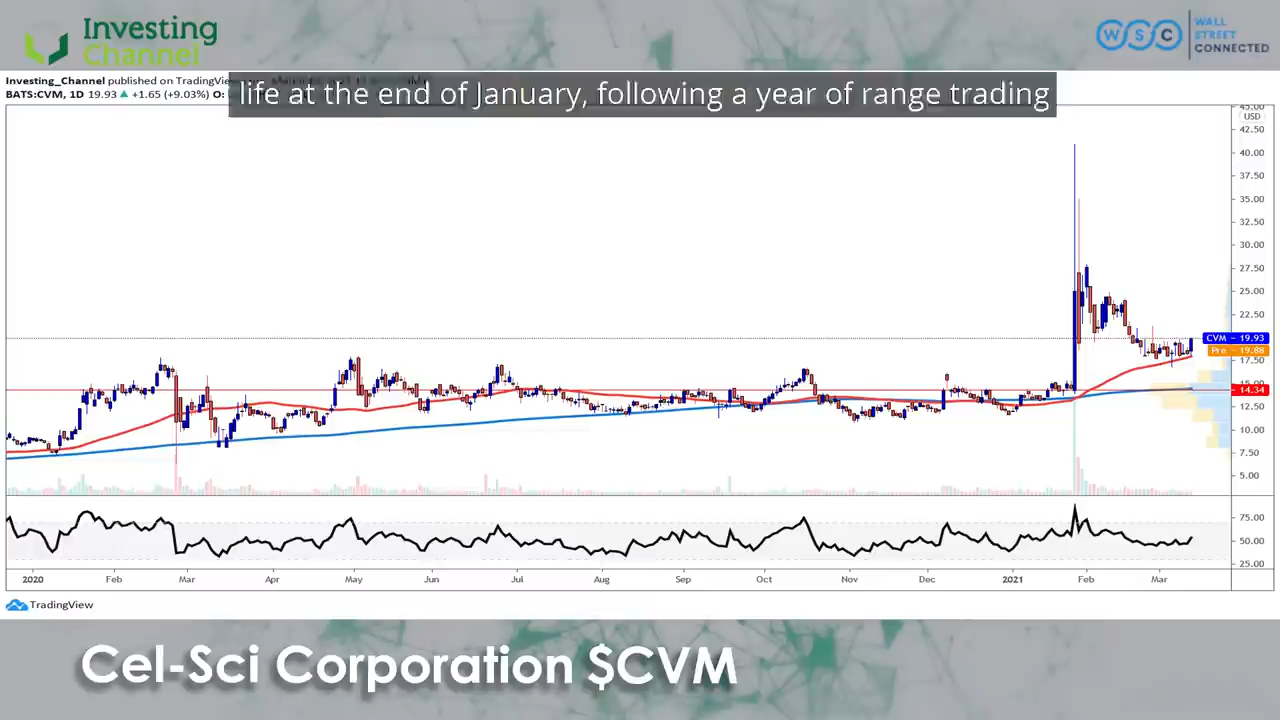 Investing
Channel
WSC
WALL
STREET
CONNECTED
Investing_Channel published on TradingView
BATS:CVM, 1D 19.93 ▲ +1.65 (+9.03%) O:
life at the end of January, following a year of range trading
45.00
USD
42.50
40.00
37.50
35.00
32.50
30.00
27.50
25.00
22.50
CVM – 19.93
Pre – 19.88
17.50
15.00
14.34
12.50
10.00
7.50
5.00
75.00
50.00
25.00
2020 Feb Mar Apr May Jun Jul Aug Sep Oct Nov Dec 2021 Feb Mar
TradingView
Cel-Sci Corporation $CVM